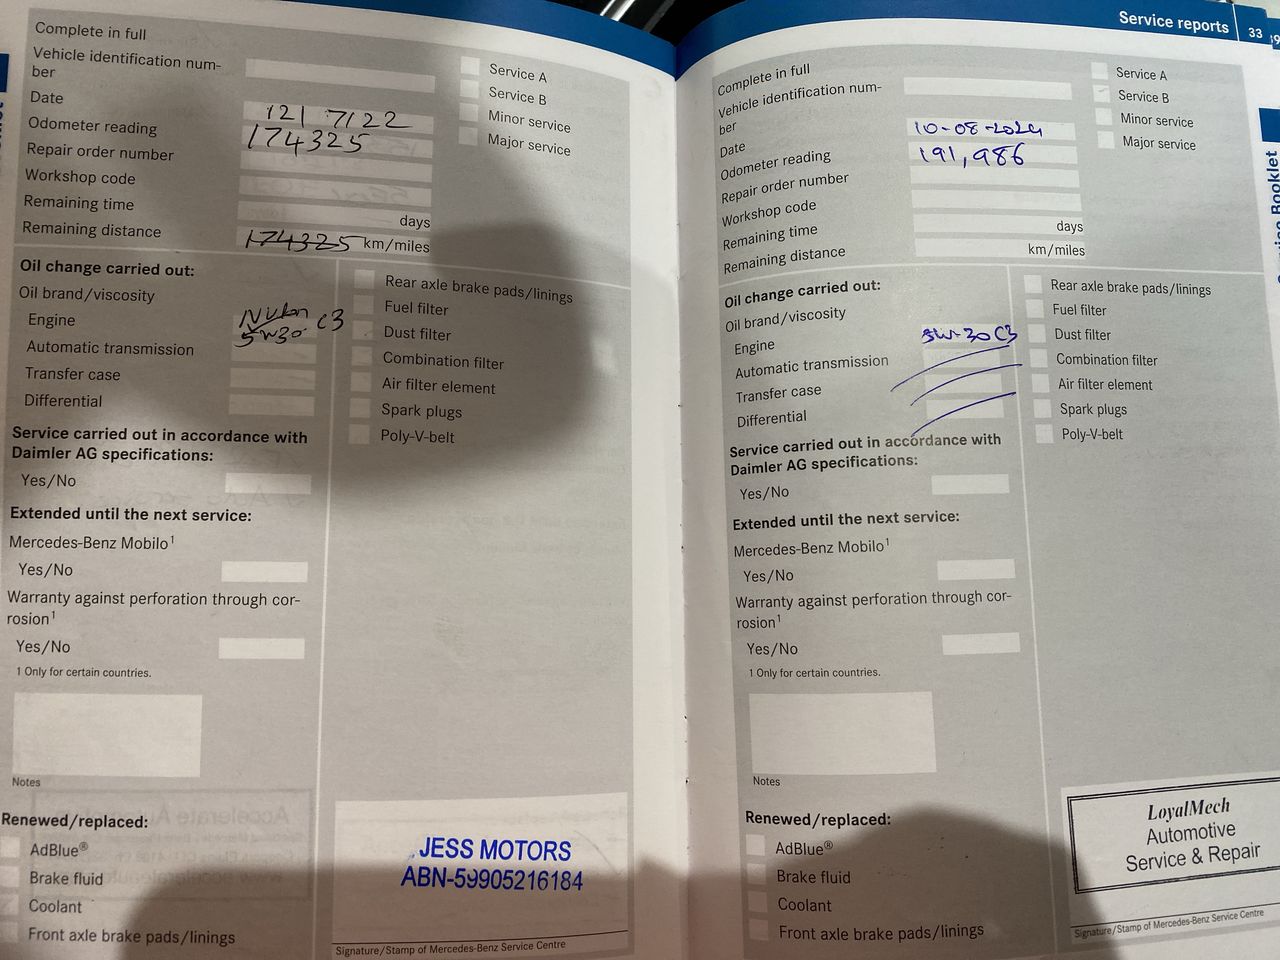 Complete in full
Vehicle identification num-
ber
Date 121 7/22
Odometer reading 174325
Repair order number
Workshop code
Remaining time days
Remaining distance 174325 km/miles
Service A
Service B
Minor service
Major service
Oil change carried out:
Oil brand/viscosity
Engine Nulon 5W30 C3
Automatic transmission
Transfer case
Differential
Service carried out in accordance with
Daimler AG specifications:
Yes/No
Extended until the next service:
Mercedes-Benz Mobilo¹
Yes/No
Warranty against perforation through cor-
rosion¹
Yes/No
1 Only for certain countries.
Notes
Renewed/replaced:
AdBlue®
Brake fluid
Coolant
Front axle brake pads/linings
Rear axle brake pads/linings
Fuel filter
Dust filter
Combination filter
Air filter element
Spark plugs
Poly-V-belt
JESS MOTORS
ABN-59905216184
Signature/Stamp of Mercedes-Benz Service Centre
Service reports 33
Complete in full
Vehicle identification num-
ber
Date 10-08-2024
Odometer reading 191,986
Repair order number
Workshop code
Remaining time days
Remaining distance km/miles
Service A
Service B
Minor service
Major service
Oil change carried out:
Oil brand/viscosity
Engine 5W-30 C3
Automatic transmission
Transfer case
Differential
Service carried out in accordance with
Daimler AG specifications:
Yes/No
Extended until the next service:
Mercedes-Benz Mobilo¹
Yes/No
Warranty against perforation through cor-
rosion¹
Yes/No
1 Only for certain countries.
Notes
Renewed/replaced:
AdBlue®
Brake fluid
Coolant
Front axle brake pads/linings
Rear axle brake pads/linings
Fuel filter
Dust filter
Combination filter
Air filter element
Spark plugs
Poly-V-belt
LoyalMech
Automotive
Service & Repair
Signature/Stamp of Mercedes-Benz Service Centre
Booklet